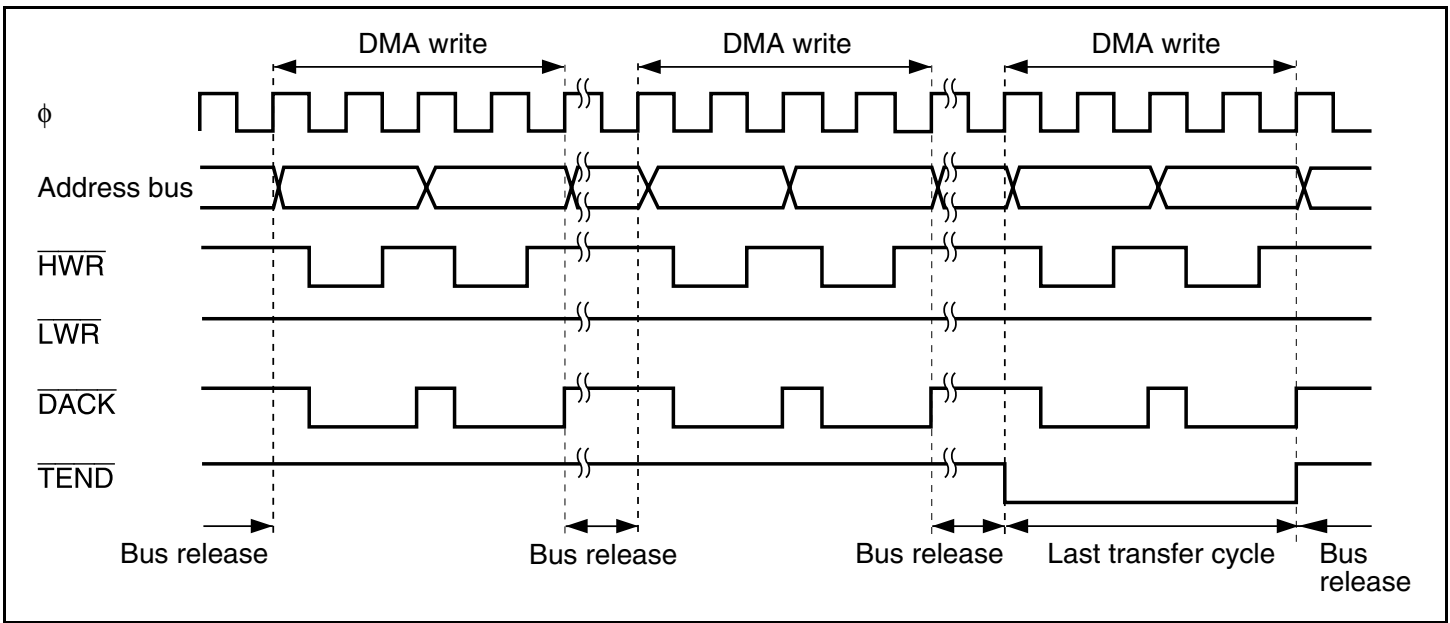 DMA write DMA write DMA write
ϕ
Address bus
HWR
LWR
DACK
TEND
Bus release Bus release Bus release Last transfer cycle Bus
release